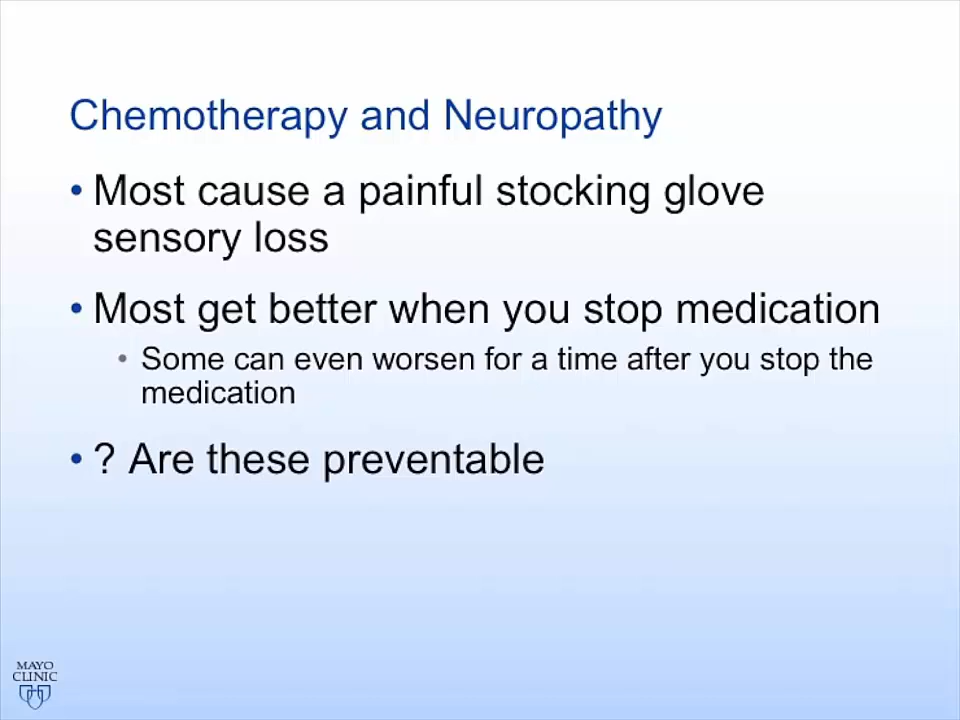 Chemotherapy and Neuropathy
• Most cause a painful stocking glove
sensory loss
• Most get better when you stop medication
• Some can even worsen for a time after you stop the
medication
• ? Are these preventable
MAYO
CLINIC